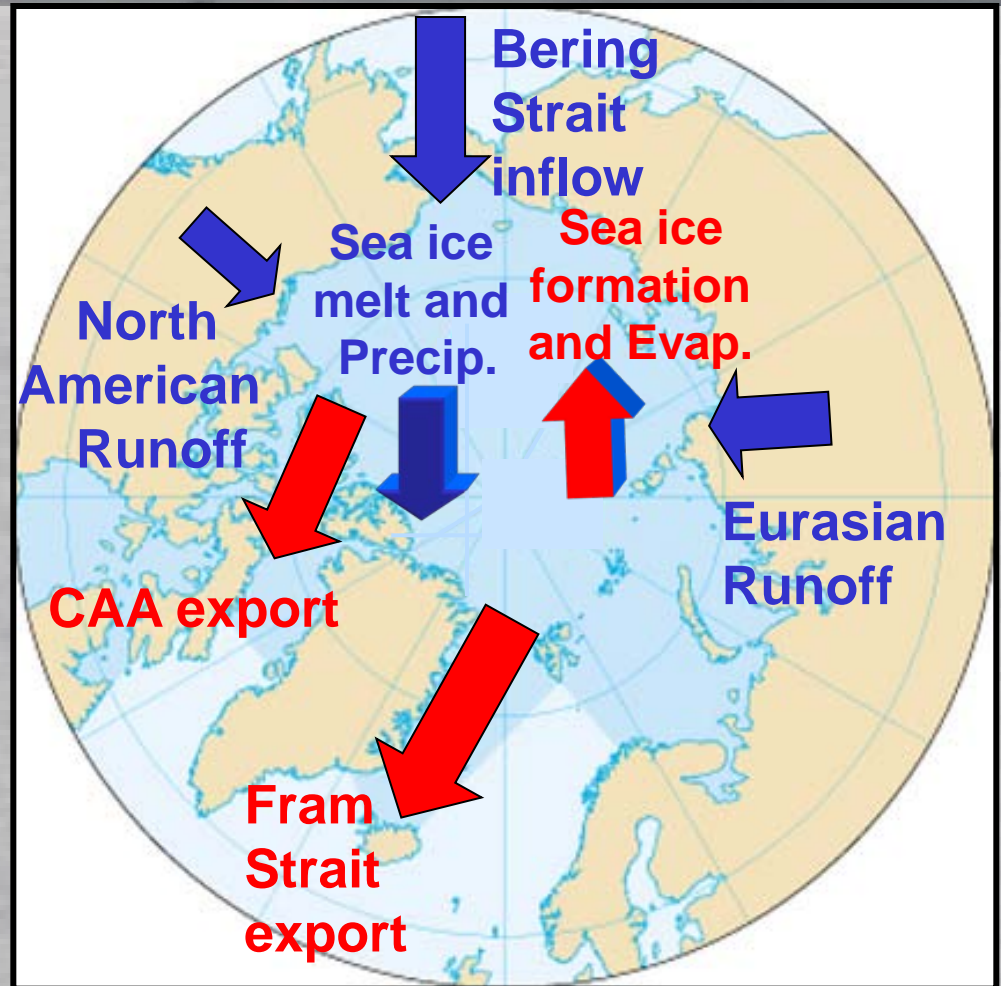 Bering
Strait
inflow
Sea ice
melt and
Precip.
Sea ice
formation
and Evap.
North
American
Runoff
Eurasian
Runoff
CAA export
Fram
Strait
export